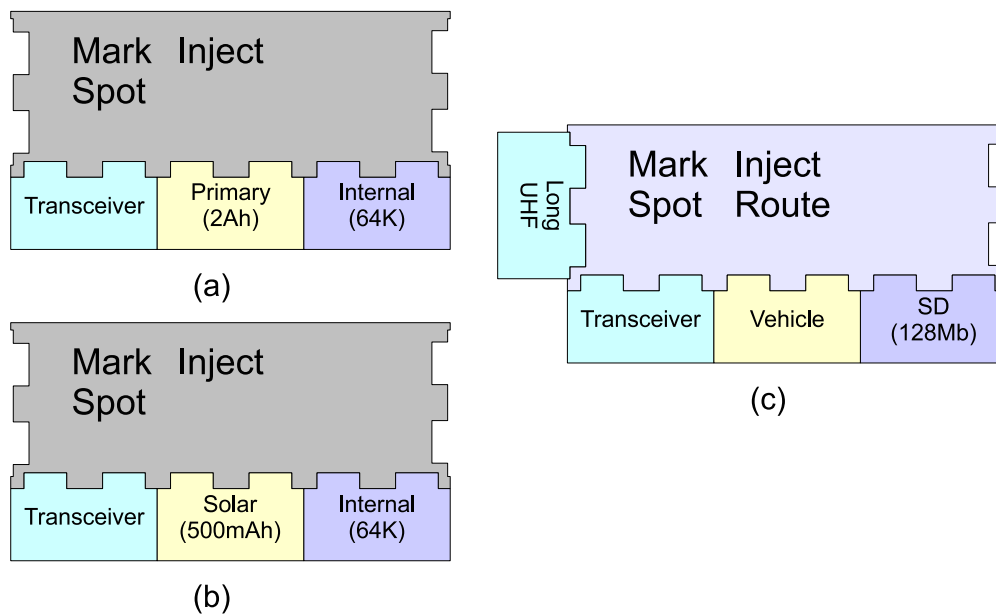 Mark Inject
Spot
Transceiver
Primary
(2Ah)
Internal
(64K)
(a)
Mark Inject
Spot
Transceiver
Solar
(500mAh)
Internal
(64K)
(b)
Long
UHF
Mark Inject
Spot Route
Transceiver
Vehicle
SD
(128Mb)
(c)